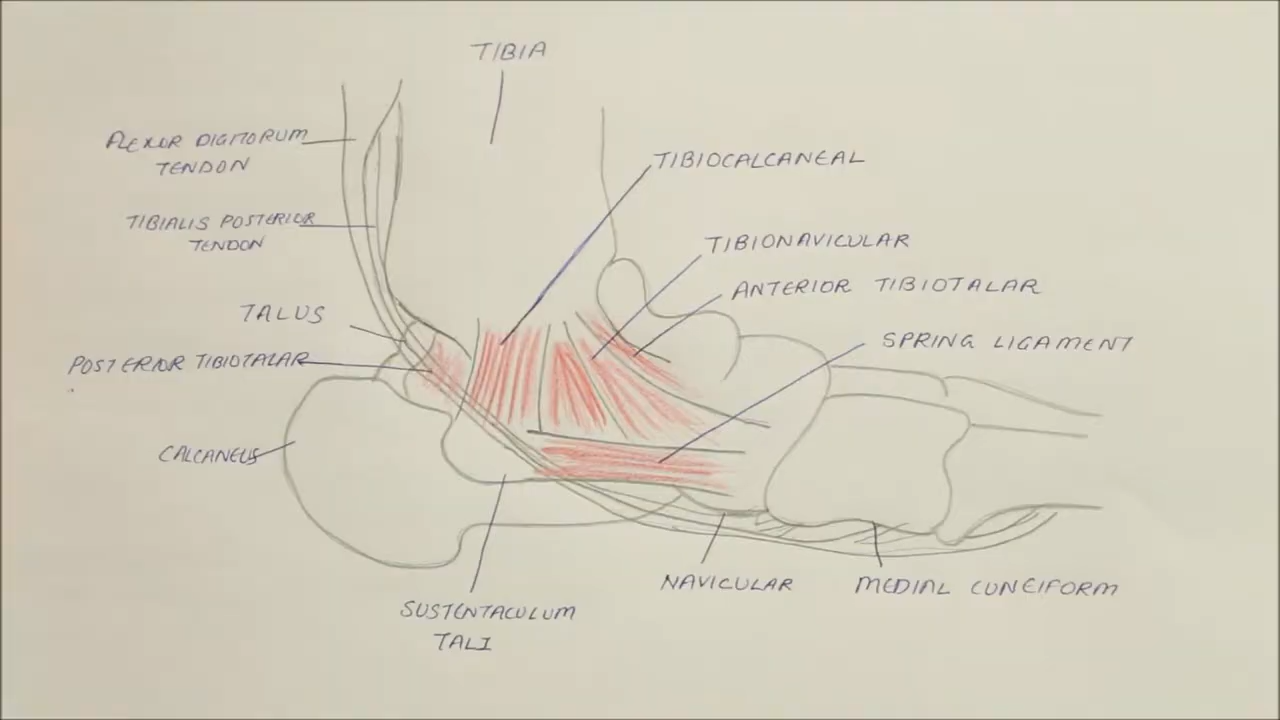 TIBIA
FLEXOR DIGITORUM
TENDON
TIBIALIS POSTERIOR
TENDON
TALUS
POSTERIOR TIBIOTALAR
CALCANEUS
SUSTENTACULUM
TALI
TIBIOCALCANEAL
TIBIONAVICULAR
ANTERIOR TIBIOTALAR
SPRING LIGAMENT
NAVICULAR
MEDIAL CUNEIFORM